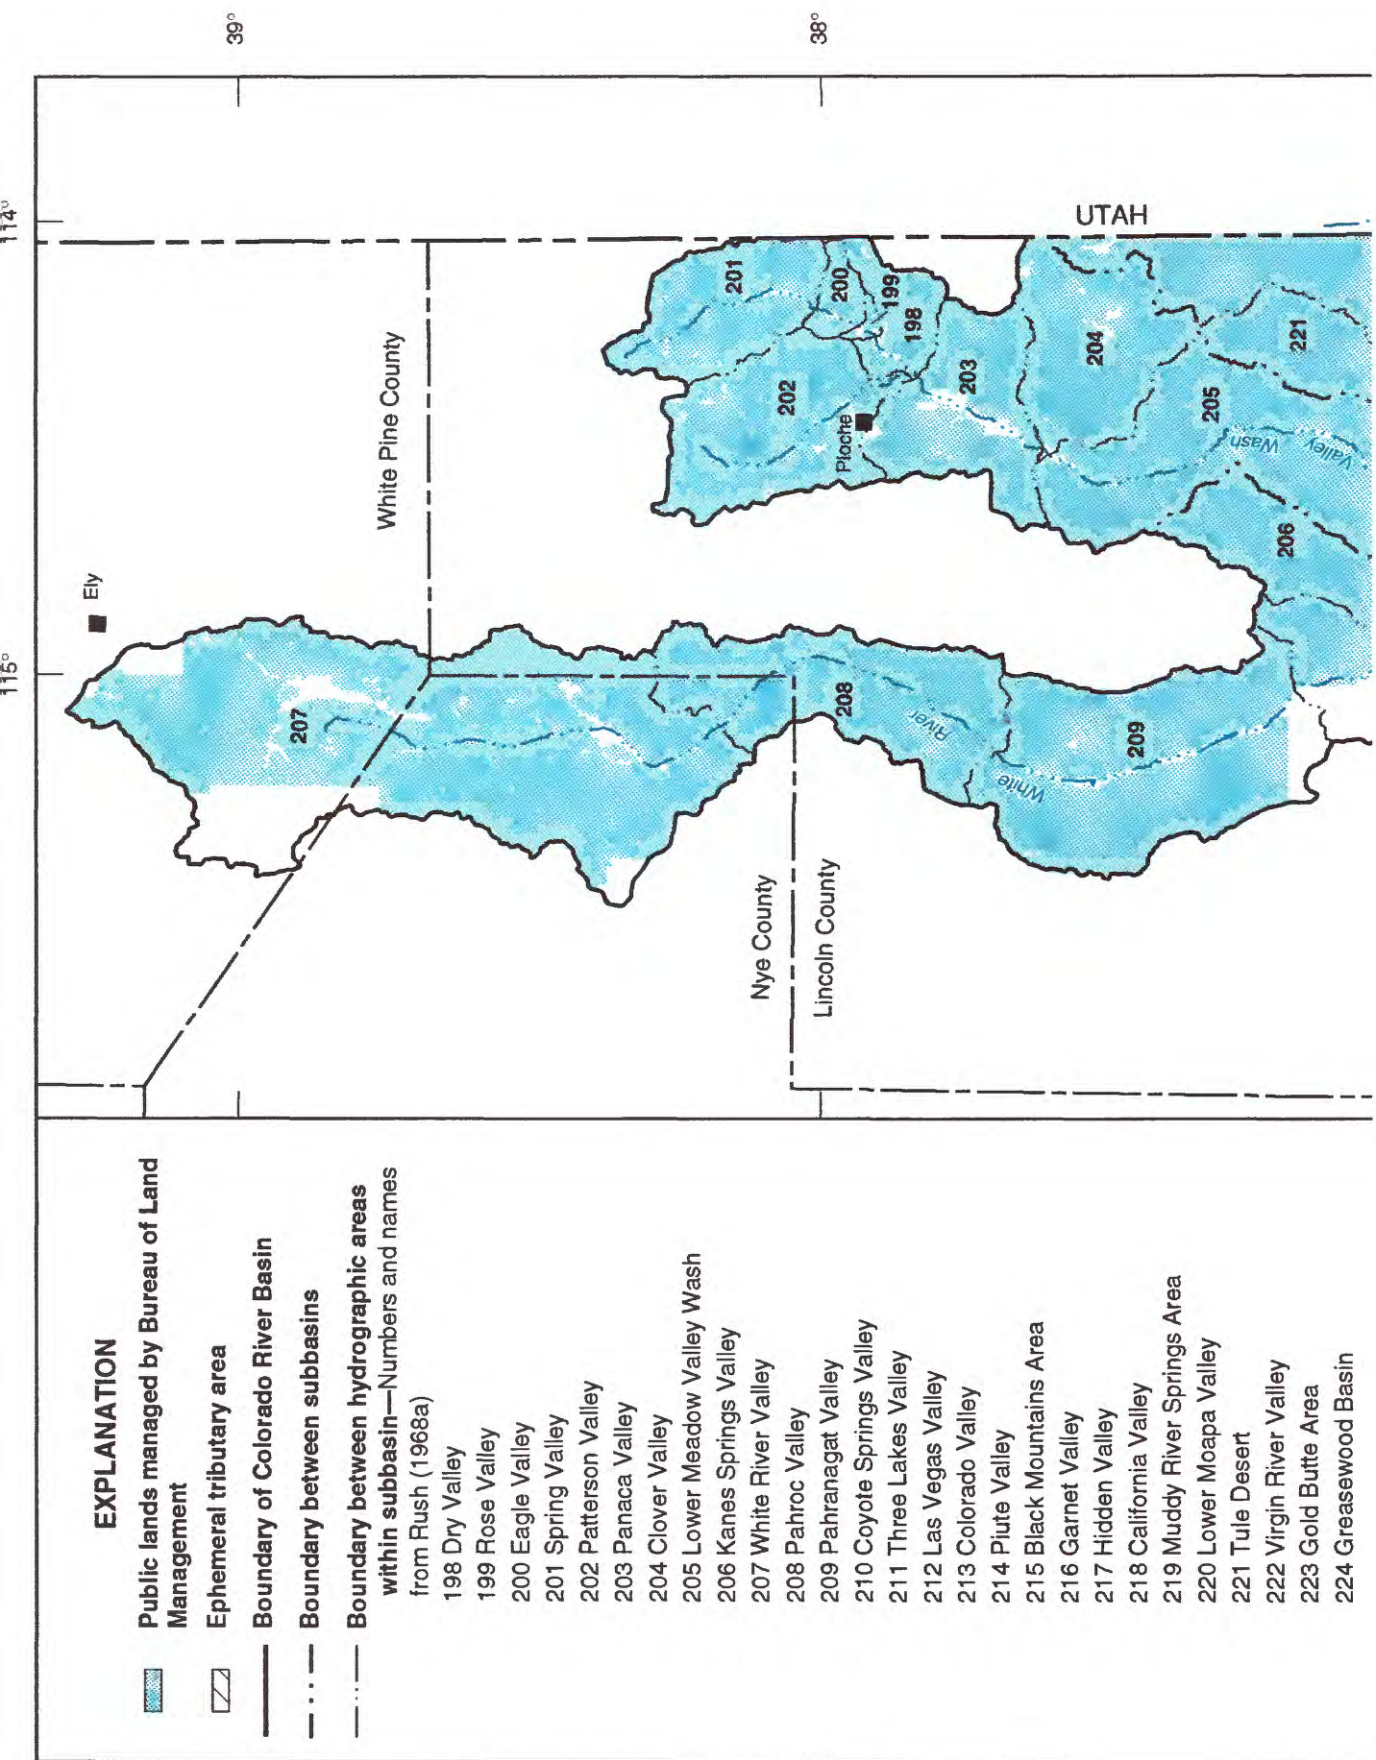 EXPLANATION
Public lands managed by Bureau of Land
Management
Ephemeral tributary area
Boundary of Colorado River Basin
Boundary between subbasins
Boundary between hydrographic areas
within subbasin—Numbers and names
from Rush (1968a)
198 Dry Valley
199 Rose Valley
200 Eagle Valley
201 Spring Valley
202 Patterson Valley
203 Panaca Valley
204 Clover Valley
205 Lower Meadow Valley Wash
206 Kanes Springs Valley
207 White River Valley
208 Pahroc Valley
209 Pahranagat Valley
210 Coyote Springs Valley
211 Three Lakes Valley
212 Las Vegas Valley
213 Colorado Valley
214 Piute Valley
215 Black Mountains Area
216 Garnet Valley
217 Hidden Valley
218 California Valley
219 Muddy River Springs Area
220 Lower Moapa Valley
221 Tule Desert
222 Virgin River Valley
223 Gold Butte Area
224 Greasewood Basin
115°
114°
39°
38°
Ely
White Pine County
Nye County
Lincoln County
UTAH
Pioche
207
208
209
201
200
199
198
202
203
204
205
206
221
White
River
Valley
Wash